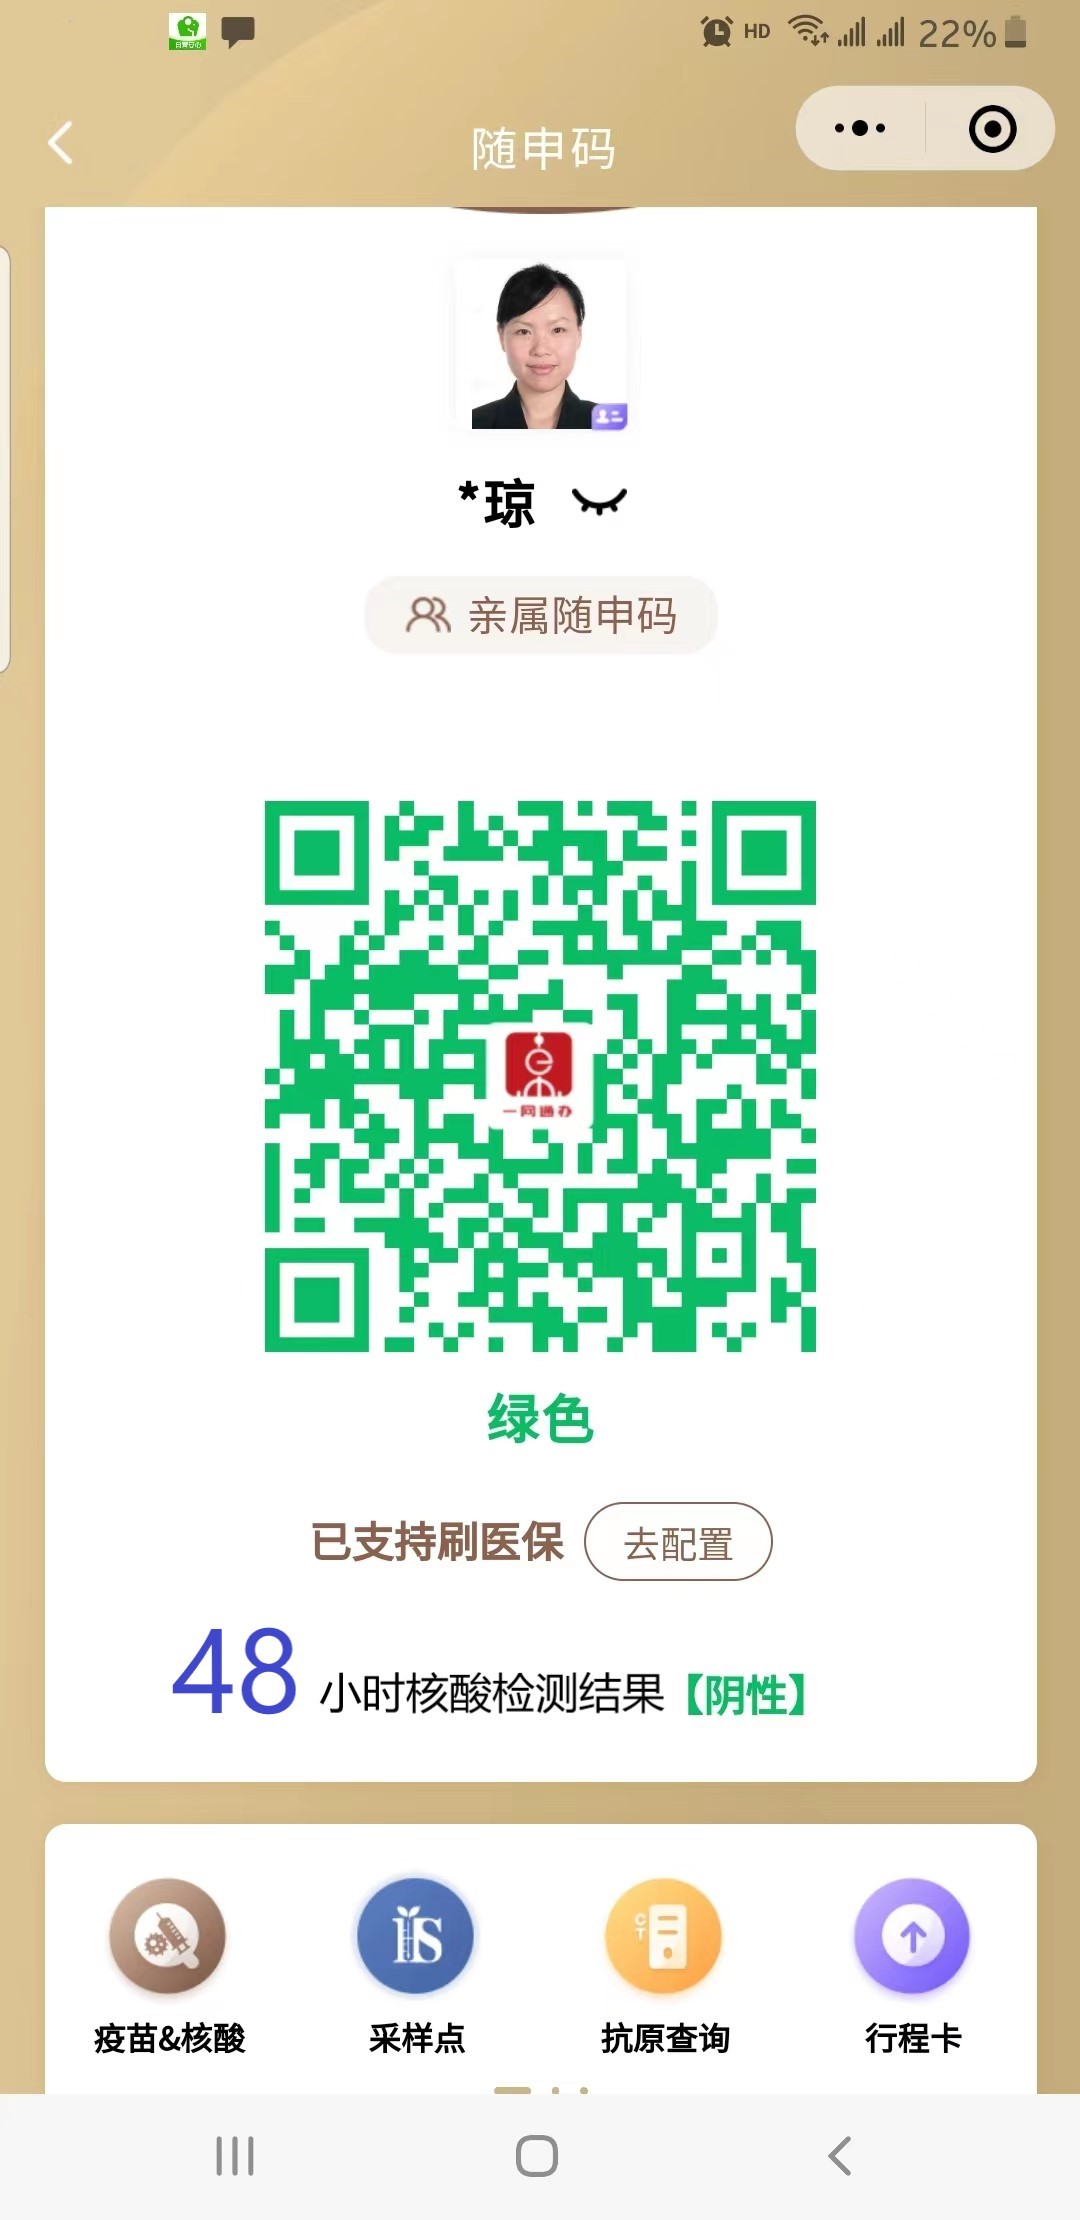 HD 22%
随申码
*琼
亲属随申码
一网通办
绿色
已支持刷医保 去配置
48 小时核酸检测结果【阴性】
疫苗&核酸 采样点 抗原查询 行程卡